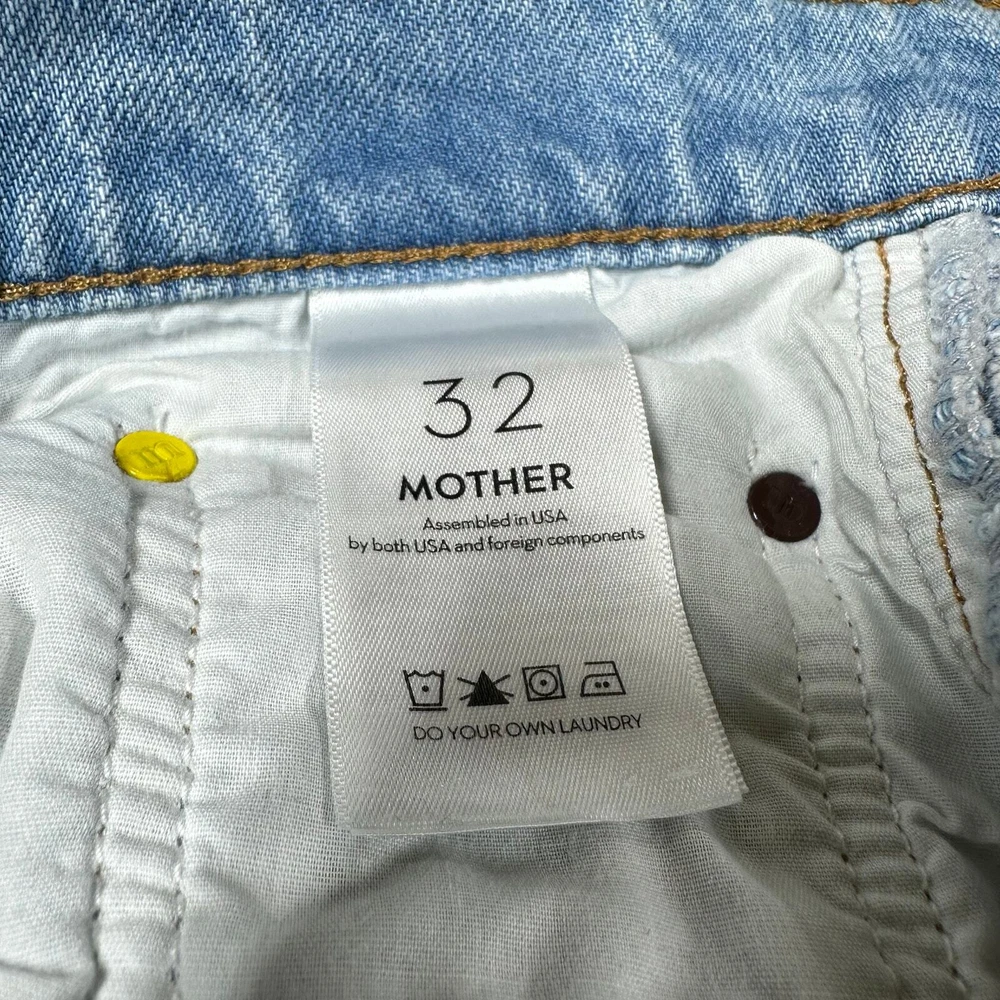 32
MOTHER
Assembled in USA
by both USA and foreign components
DO YOUR OWN LAUNDRY
m